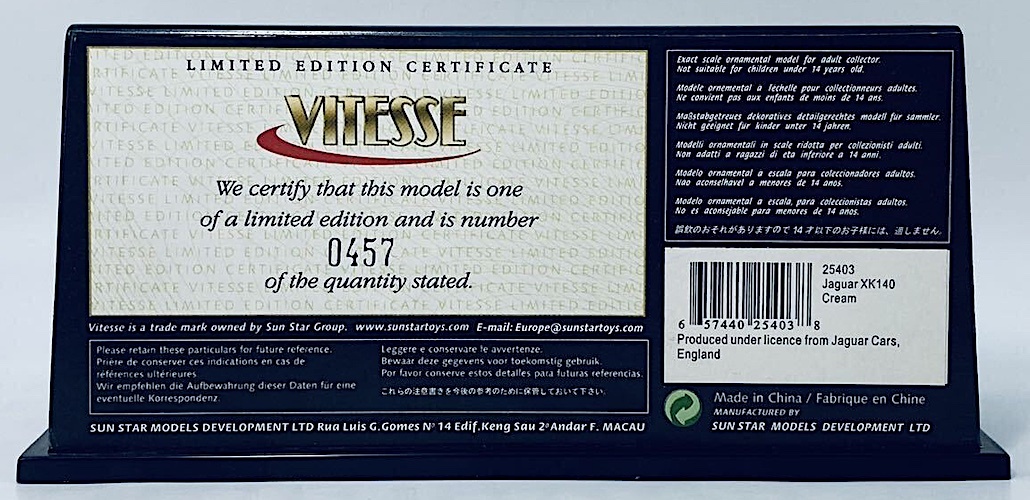 LIMITED EDITION CERTIFICATE
VITESSE
We certify that this model is one
of a limited edition and is number
0457
of the quantity stated.
Vitesse is a trade mark owned by Sun Star Group. www.sunstartoys.com E-mail: Europe@sunstartoys.com
Please retain these particulars for future reference.
Prière de conserver ces indications en cas de
références ultérieures
Wir empfehlen die Aufbewahrung dieser Daten für eine
eventuelle Korrespondenz.
Leggere e conservare le avvertenze.
Bewaar deze gegevens voor toekomstig gebruik.
Por favor conserve estos detalles para futuras referencias.
これらの注意書きを今後の参考のために保管しておいて下さい.
SUN STAR MODELS DEVELOPMENT LTD Rua Luis G.Gomes Nº 14 Edif.Keng Sau 2ªAndar F. MACAU
Exact scale ornamental model for adult collector.
Not suitable for children under 14 years old.
Modele ornemental a lechelle pour collectionneurs adultes.
Ne convient pas aux enfants de moins de 14 ans.
Maßstabgetreues dekoratives detailgerechtes modell fur sammler.
Nicht geeignet für kinder unter 14 jahren.
Modelli ornamentali in scale ridotta per collezionisti adulti.
Non adatti a ragazzi di eta inferiore a 14 anni.
Modelo ornamental a escala para coleccionadores adultos.
Nao aconselhavel a menores de 14 anos.
Modelo ornamental a escala, para coleccionistas adultos.
No es aconsejable para menores de 14 anos.
誤飲のおそれがありますので 14 才以下のお子様には、適しません.
25403
Jaguar XK140
Cream
6 57440 25403 8
Produced under licence from Jaguar Cars,
England
Made in China / Fabrique en Chine
MANUFACTURED BY
SUN STAR MODELS DEVELOPMENT LTD